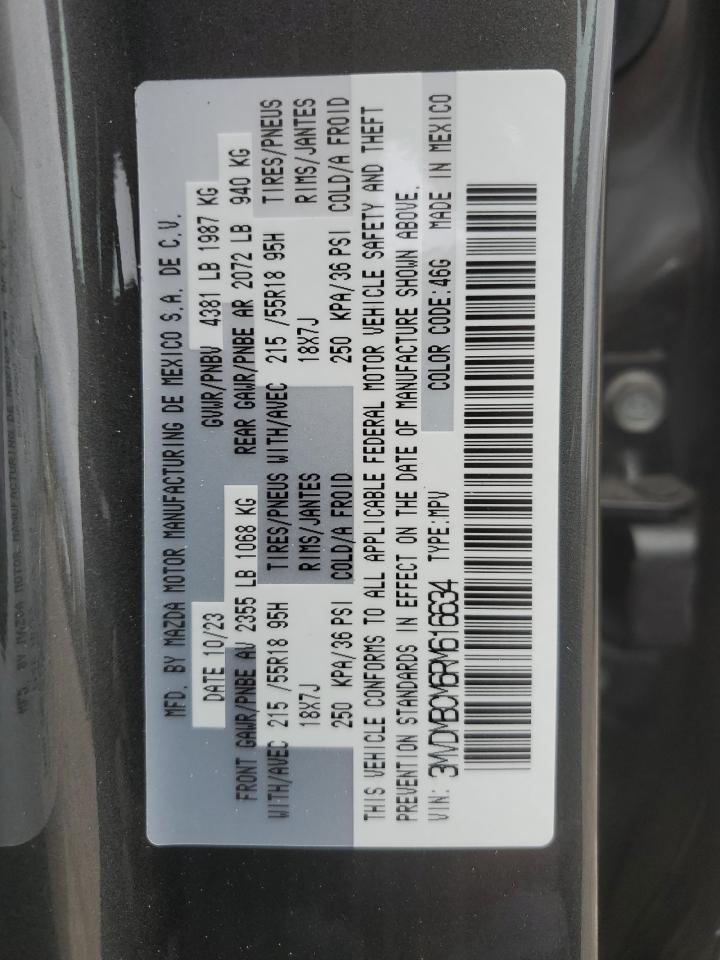 MFD. BY MAZDA MOTOR MANUFACTURING DE MEXICO S.A. DE C.V.
DATE 10/23 GVWR/PNBV 4381 LB 1987 KG
FRONT GAWR/PNBE AV 2355 LB 1068 KG REAR GAWR/PNBE AR 2072 LB 940 KG
WITH/AVEC 215 /55R18 95H TIRES/PNEUS WITH/AVEC 215 /55R18 95H TIRES/PNEUS
18X7J RIMS/JANTES 18X7J RIMS/JANTES
250 KPA/36 PSI COLD/A FROID 250 KPA/36 PSI COLD/A FROID
THIS VEHICLE CONFORMS TO ALL APPLICABLE FEDERAL MOTOR VEHICLE SAFETY AND THEFT
PREVENTION STANDARDS IN EFFECT ON THE DATE OF MANUFACTURE SHOWN ABOVE.
VIN: 3MVDMBCM6RM616634 TYPE:MPV COLOR CODE:46G MADE IN MEXICO